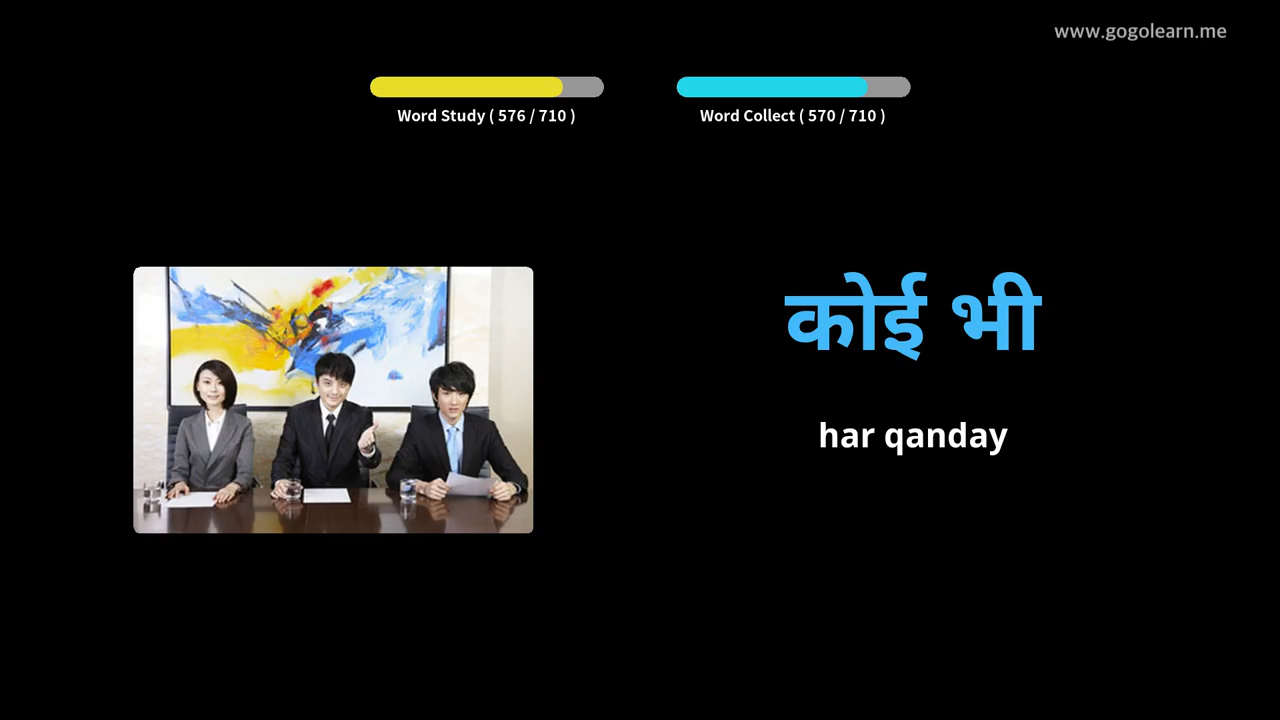 www.gogolearn.me
Word Study ( 576 / 710 )
Word Collect ( 570 / 710 )
कोई भी
har qanday